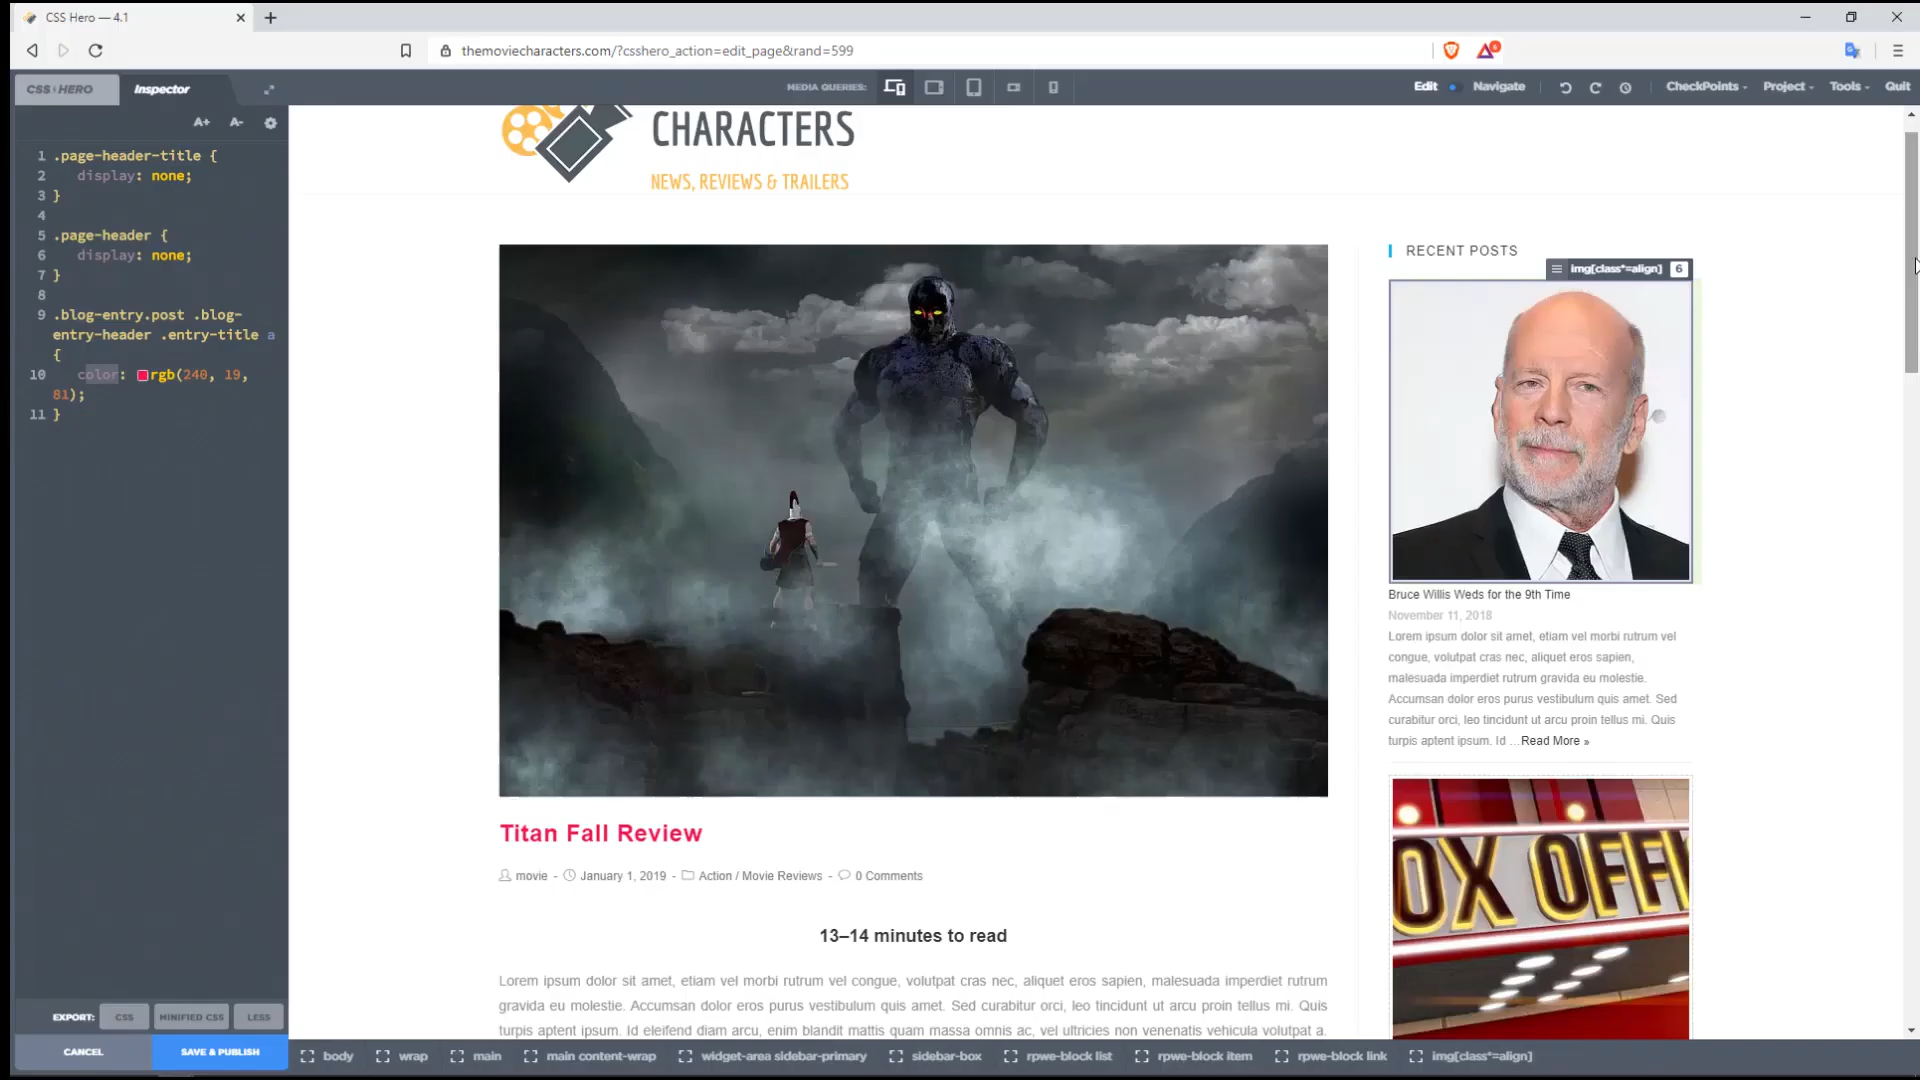 CSS Hero — 4.1
themoviecharacters.com/?csshero_action=edit_page&rand=599
6
CSS HERO
Inspector
MEDIA QUERIES:
Edit
Navigate
CheckPoints
Project
Tools
Quit
A+
A-
1 .page-header-title {
2 display: none;
3 }
4
5 .page-header {
6 display: none;
7 }
8
9 .blog-entry.post .blog-
entry-header .entry-title a
{
10 color: rgb(240, 19,
81);
11 }
EXPORT:
CSS
MINIFIED CSS
LESS
CANCEL
SAVE & PUBLISH
CHARACTERS
NEWS, REVIEWS & TRAILERS
Titan Fall Review
movie - January 1, 2019 - Action / Movie Reviews - 0 Comments
13–14 minutes to read
Lorem ipsum dolor sit amet, etiam vel morbi rutrum vel congue, volutpat cras nec, aliquet eros sapien, malesuada imperdiet rutrum
gravida eu molestie. Accumsan dolor eros purus vestibulum quis amet. Sed curabitur orci, leo tincidunt ut arcu proin tellus mi. Quis
turpis aptent ipsum. Id eleifend diam arcu, enim blandit mattis quam massa omnis ac, vel ultricies non venenatis vehicula volutpat a.
RECENT POSTS
img[class*=align] 6
Bruce Willis Weds for the 9th Time
November 11, 2018
Lorem ipsum dolor sit amet, etiam vel morbi rutrum vel
congue, volutpat cras nec, aliquet eros sapien,
malesuada imperdiet rutrum gravida eu molestie.
Accumsan dolor eros purus vestibulum quis amet. Sed
curabitur orci, leo tincidunt ut arcu proin tellus mi. Quis
turpis aptent ipsum. Id ...Read More »
OX OFFI
body
wrap
main
main content-wrap
widget-area sidebar-primary
sidebar-box
rpwe-block list
rpwe-block item
rpwe-block link
img[class*=align]